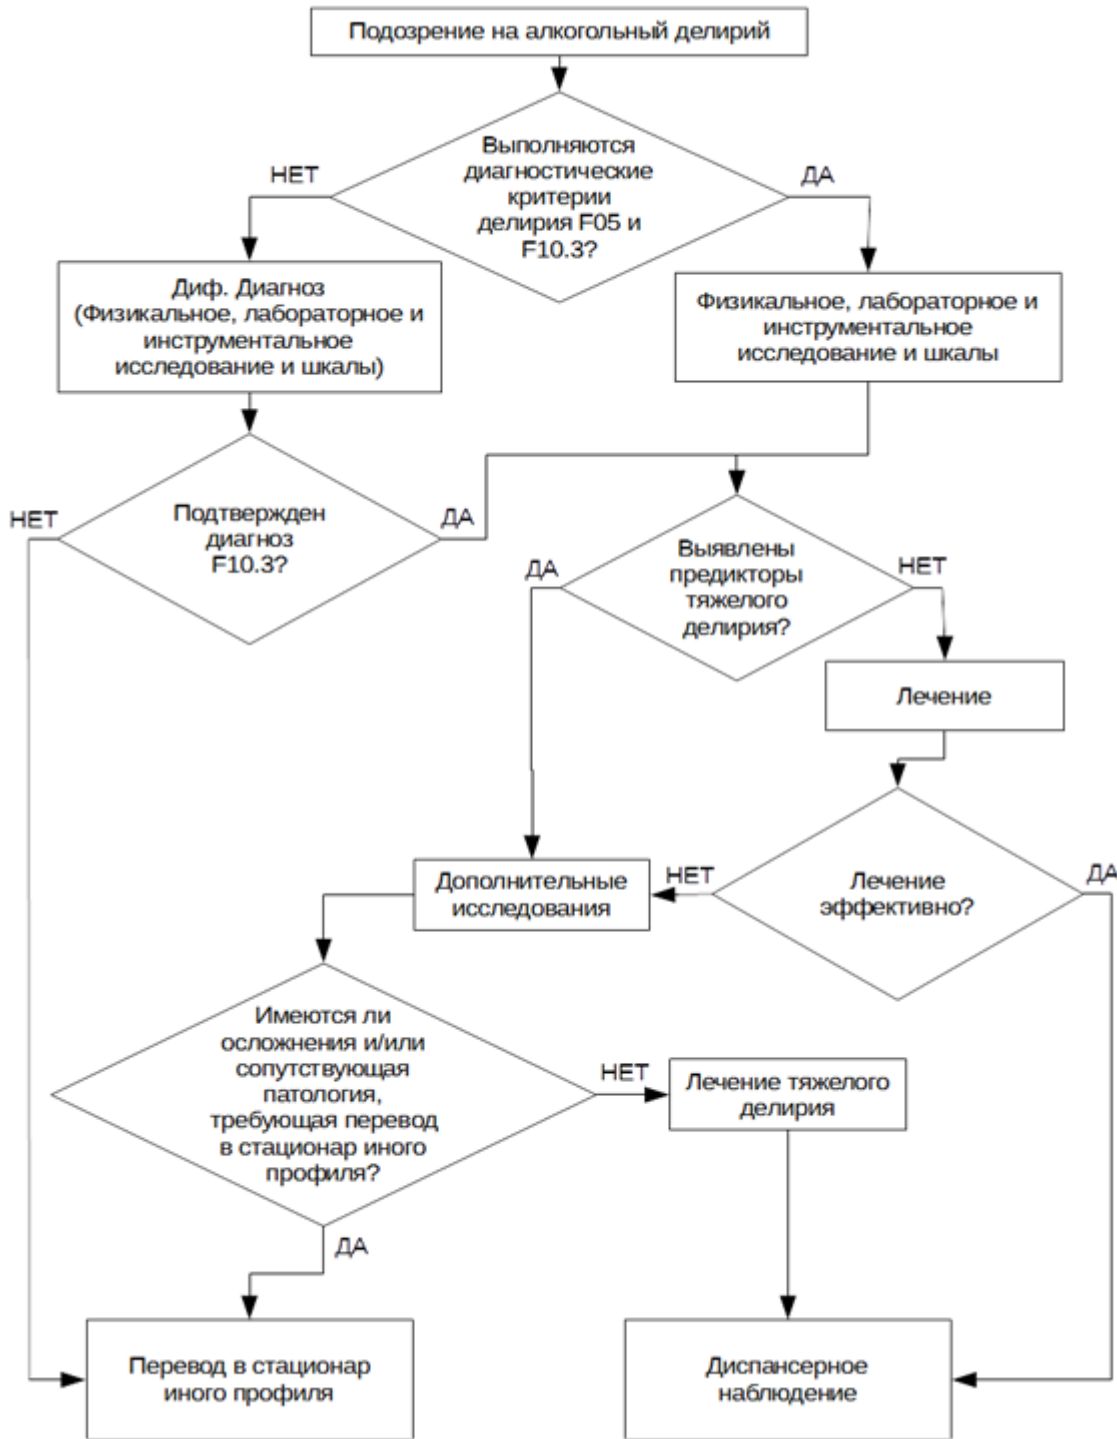 Подозрение на алкогольный делирий
Выполняются
диагностические
критерии
делирия F05 и
F10.3?
НЕТ
ДА
Диф. Диагноз
(Физикальное, лабораторное и
инструментальное
исследование и шкалы)
Физикальное, лабораторное и
инструментальное
исследование и шкалы
Подтвержден
диагноз
F10.3?
НЕТ
ДА
Выявлены
предикторы
тяжелого
делирия?
ДА
НЕТ
Лечение
Лечение
эффективно?
НЕТ
ДА
Дополнительные
исследования
Имеются ли
осложнения и/или
сопутствующая
патология,
требующая перевод
в стационар иного
профиля?
НЕТ
Лечение тяжелого
делирия
ДА
Перевод в стационар
иного профиля
Диспансерное
наблюдение